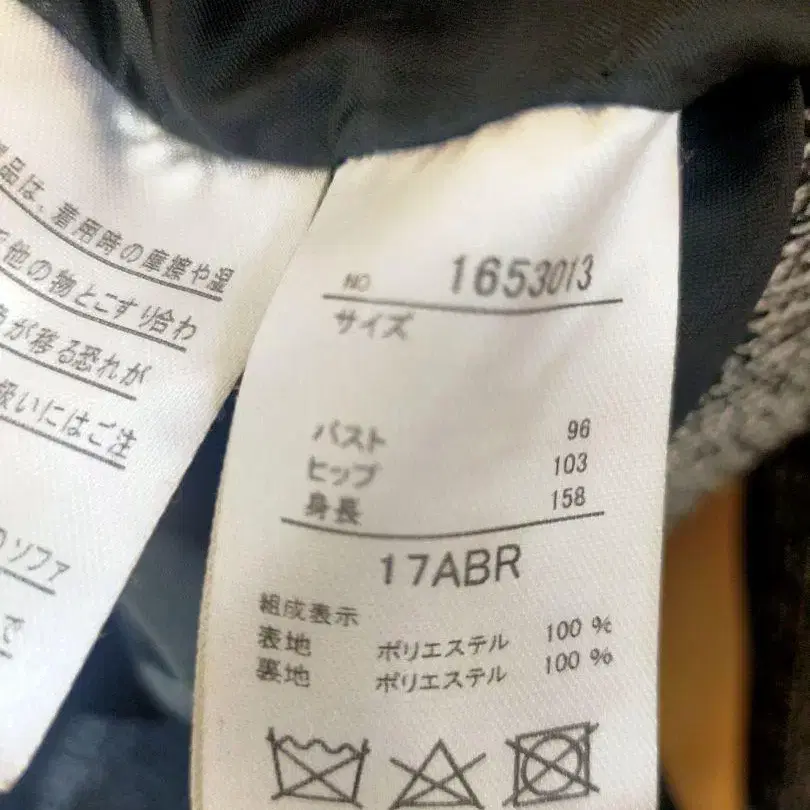 品は、着用時の摩擦や湿
他の物とこすり合わ
が移る恐れが
扱いにはご注
ソファ
で
NO 1653013
サイズ
バスト 96
ヒップ 103
身長 158
17ABR
組成表示
表地 ポリエステル 100 %
裏地 ポリエステル 100 %